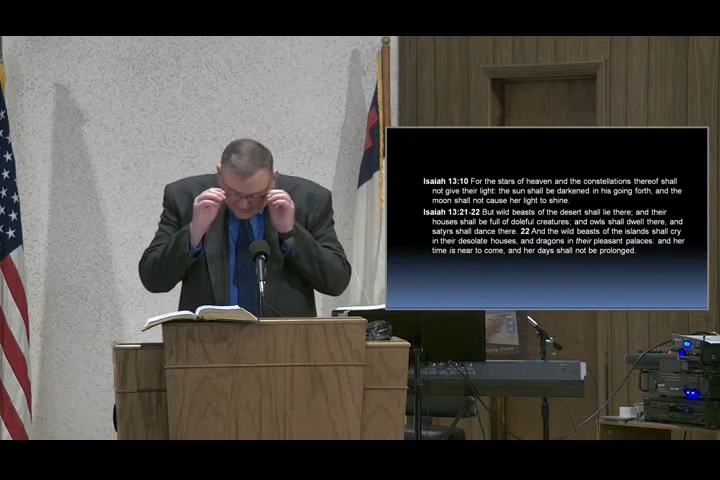 Isaiah 13:10 For the stars of heaven and the constellations thereof shall
not give their light: the sun shall be darkened in his going forth, and the
moon shall not cause her light to shine.
Isaiah 13:21-22 But wild beasts of the desert shall lie there; and their
houses shall be full of doleful creatures; and owls shall dwell there, and
satyrs shall dance there. 22 And the wild beasts of the islands shall cry
in their desolate houses, and dragons in their pleasant palaces: and her
time is near to come, and her days shall not be prolonged.